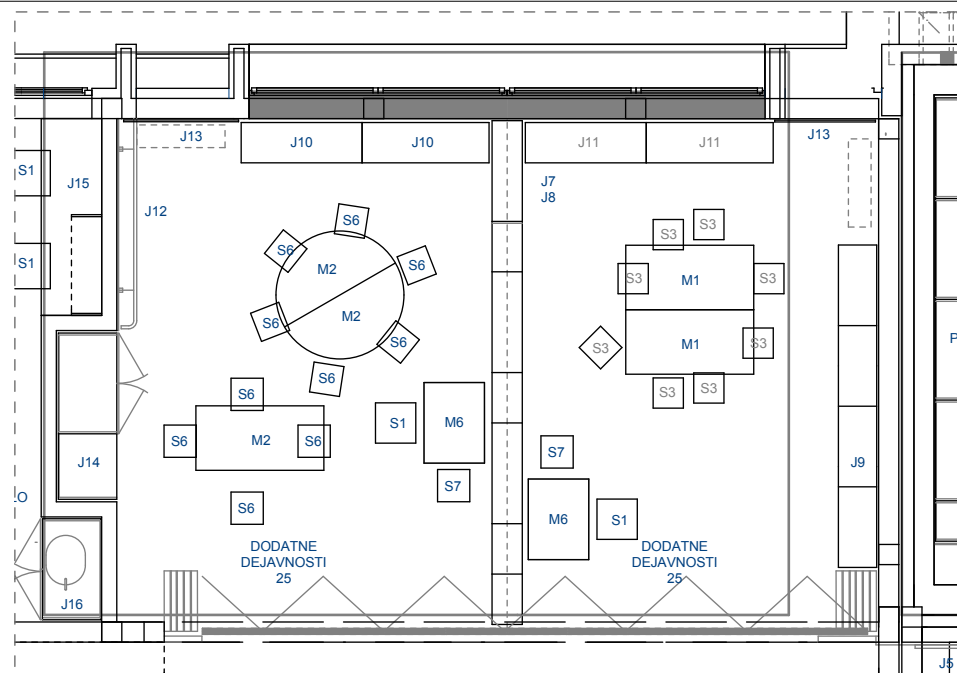 J13
J10
J10
J11
J11
J13
S1
J15
J7
J8
J12
S6
S3
S3
S6
M2
S6
S1
S3
M1
S3
S6
M2
S6
M1
S3
S3
P
S6
S6
S3
S3
S1
M6
S6
M2
S6
S7
J14
J9
S7
S6
O
M6
S1
DODATNE
DEJAVNOSTI
25
DODATNE
DEJAVNOSTI
25
J16
J5